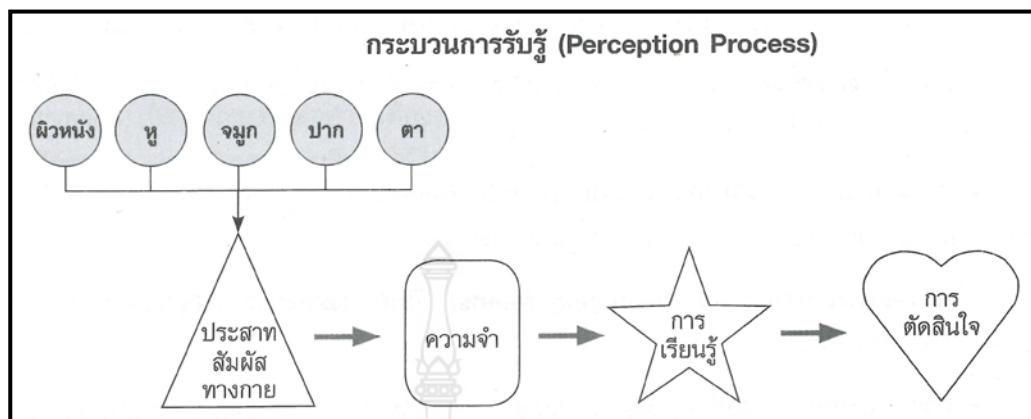 กระบวนการรับรู้ (Perception Process)
ผิวหนัง
หู
จมูก
ปาก
ตา
ประสาท
สัมผัส
ทางกาย
ความจำ
การ
เรียนรู้
การ
ตัดสินใจ